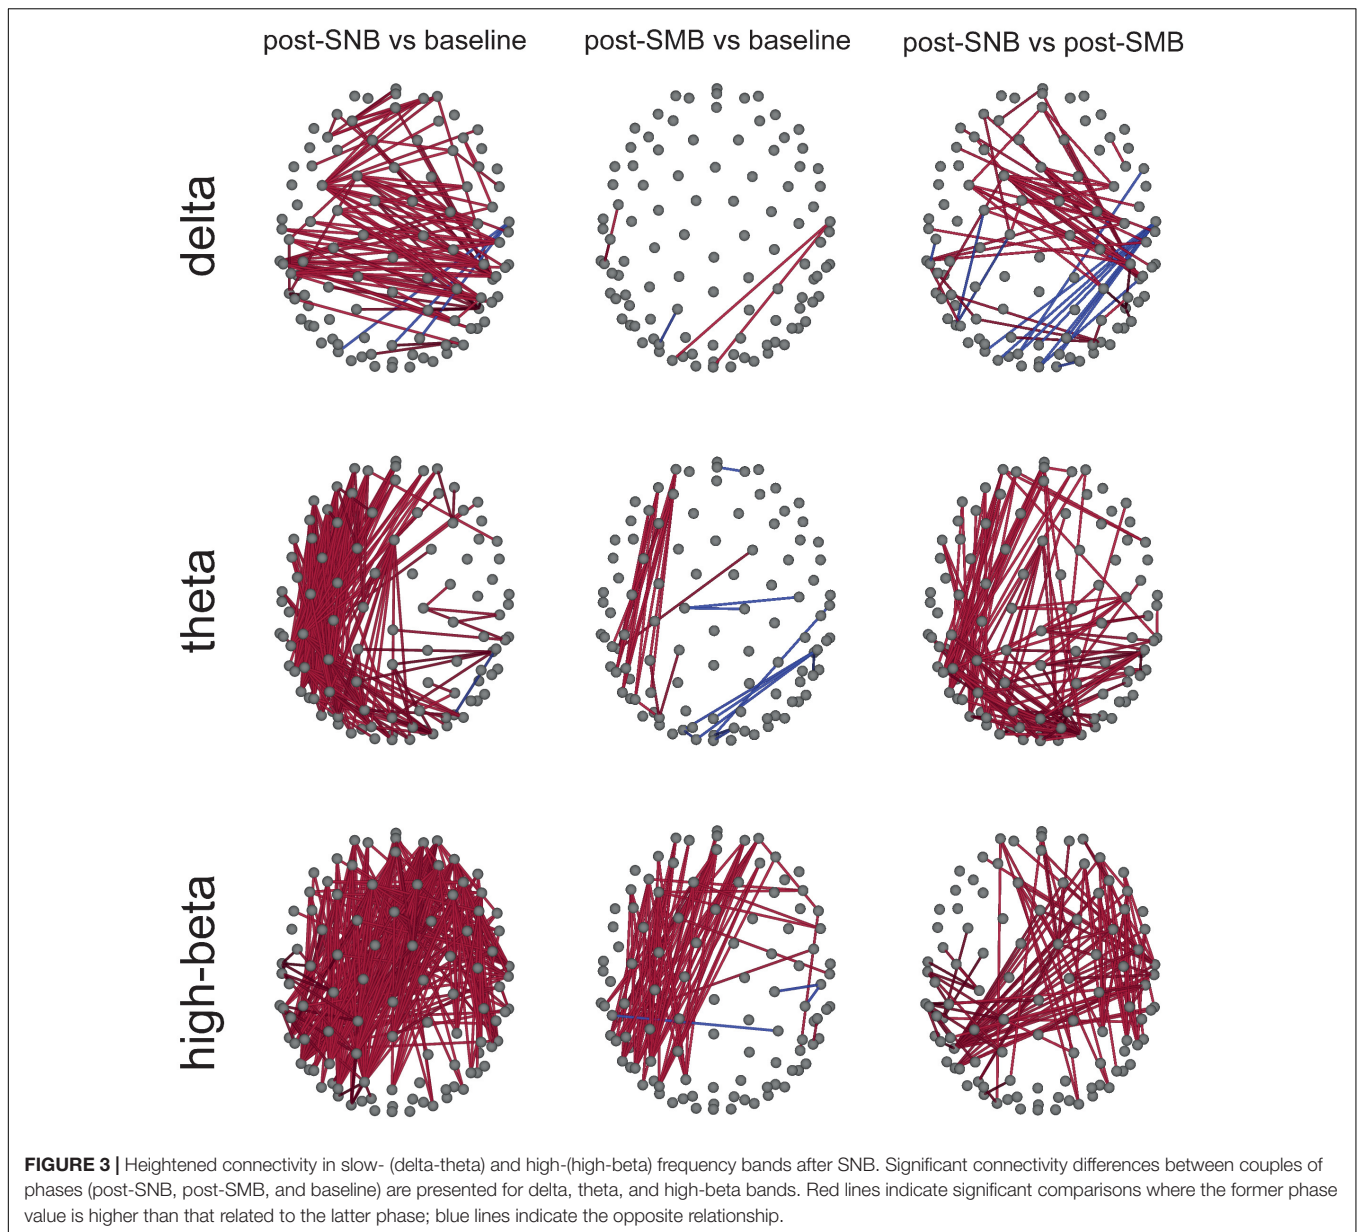 post-SNB vs baseline
post-SMB vs baseline
post-SNB vs post-SMB
delta
theta
high-beta
FIGURE 3 | Heightened connectivity in slow- (delta-theta) and high-(high-beta) frequency bands after SNB. Significant connectivity differences between couples of
phases (post-SNB, post-SMB, and baseline) are presented for delta, theta, and high-beta bands. Red lines indicate significant comparisons where the former phase
value is higher than that related to the latter phase; blue lines indicate the opposite relationship.